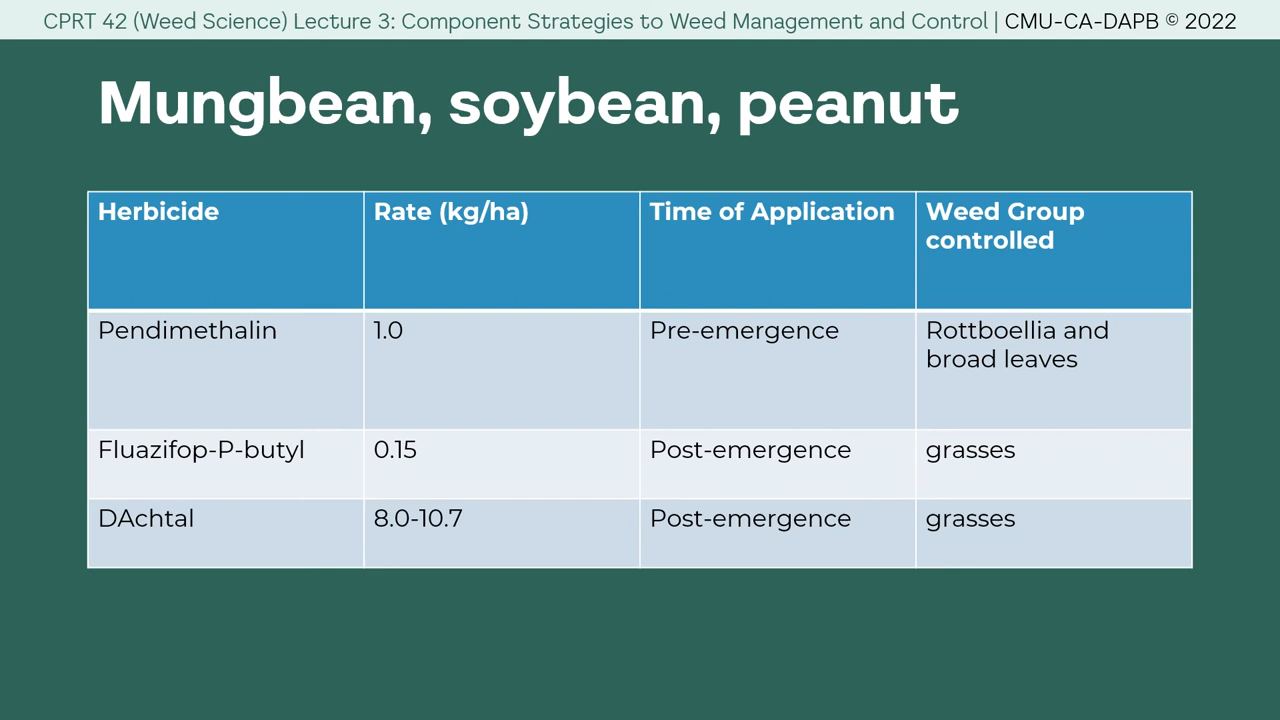 CPRT 42 (Weed Science) Lecture 3: Component Strategies to Weed Management and Control | CMU-CA-DAPB © 2022
Mungbean, soybean, peanut
Herbicide
Rate (kg/ha)
Time of Application
Weed Group
controlled
Pendimethalin
1.0
Pre-emergence
Rottboellia and
broad leaves
Fluazifop-P-butyl
0.15
Post-emergence
grasses
DAchtal
8.0-10.7
Post-emergence
grasses